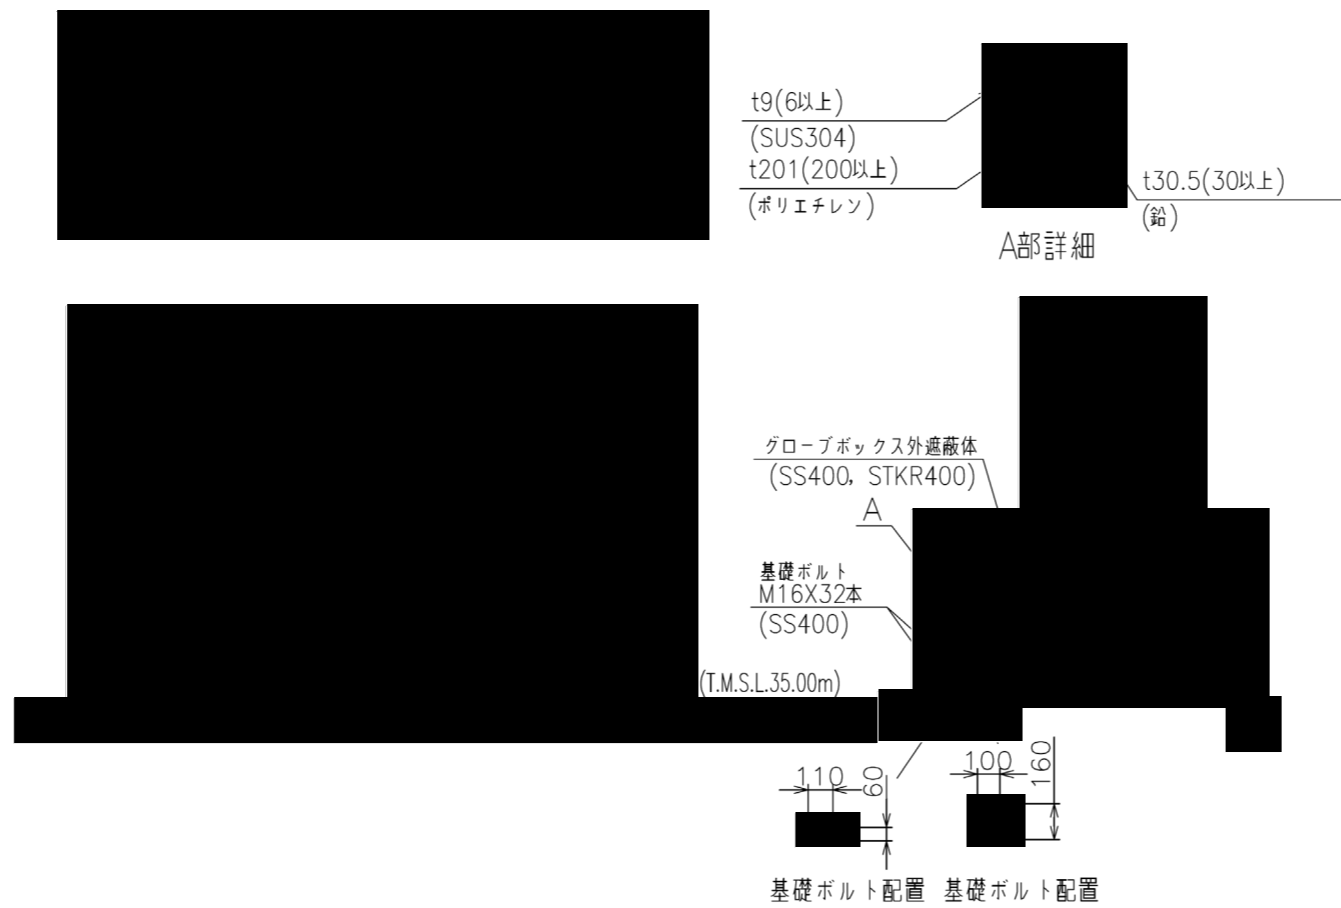 t9(6以上)
(SUS304)
t201(200以上)
(ポリエチレン)
t30.5(30以上)
(鉛)
A部詳細
グローブボックス外遮蔽体
(SS400, STKR400)
A
基礎ボルト
M16X32本
(SS400)
(T.M.S.L.35.00m)
110
60
100
160
基礎ボルト配置
基礎ボルト配置